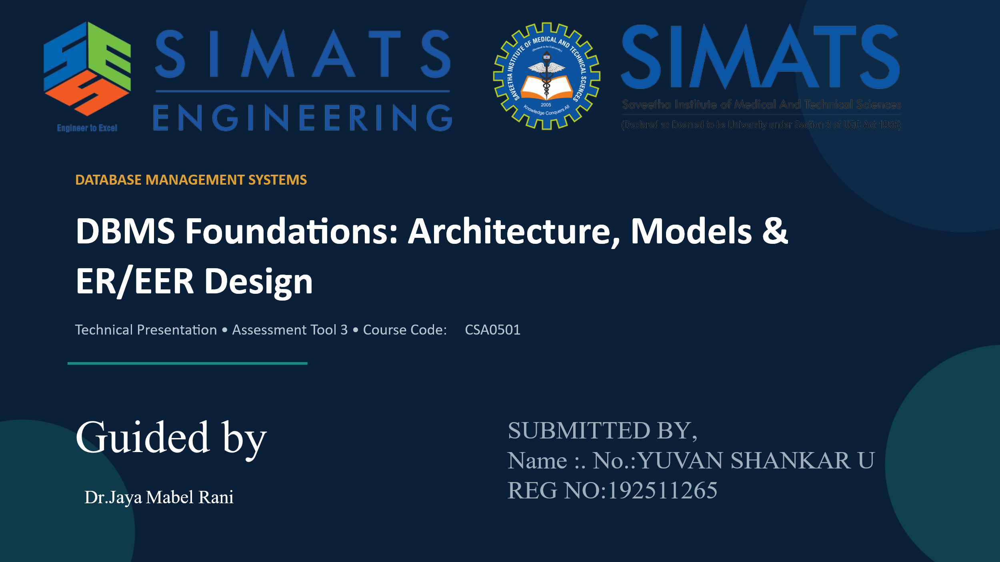 SIMATS
ENGINEERING
Engineer to Excel
SAVEETHA INSTITUTE OF MEDICAL AND TECHNICAL SCIENCES
(Deemed to be University)
2005
Knowledge Conquers All
SIMATS
Saveetha Institute of Medical And Technical Sciences
(Declared as Deemed to be University under Section 3 of UGC Act 1956)
DATABASE MANAGEMENT SYSTEMS
DBMS Foundations: Architecture, Models &
ER/EER Design
Technical Presentation • Assessment Tool 3 • Course Code: CSA0501
Guided by
Dr.Jaya Mabel Rani
SUBMITTED BY,
Name :. No.:YUVAN SHANKAR U
REG NO:192511265